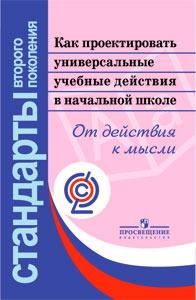 стандарты
второго
поколения
Как проектировать
универсальные
учебные действия
в начальной школе
От действия
к мысли
ПРОСВЕЩЕНИЕ
ИЗДАТЕЛЬСТВО